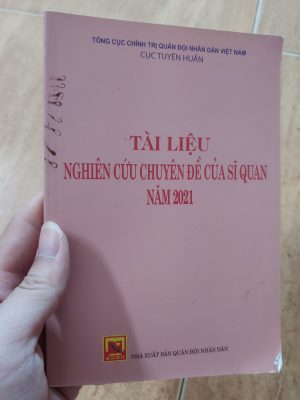 TỔNG CỤC CHÍNH TRỊ QUÂN ĐỘI NHÂN DÂN VIỆT NAM
CỤC TUYÊN HUẤN
TÀI LIỆU
NGHIÊN CỨU CHUYÊN ĐỀ CỦA SĨ QUAN
NĂM 2021
NHÀ XUẤT BẢN QUÂN ĐỘI NHÂN DÂN